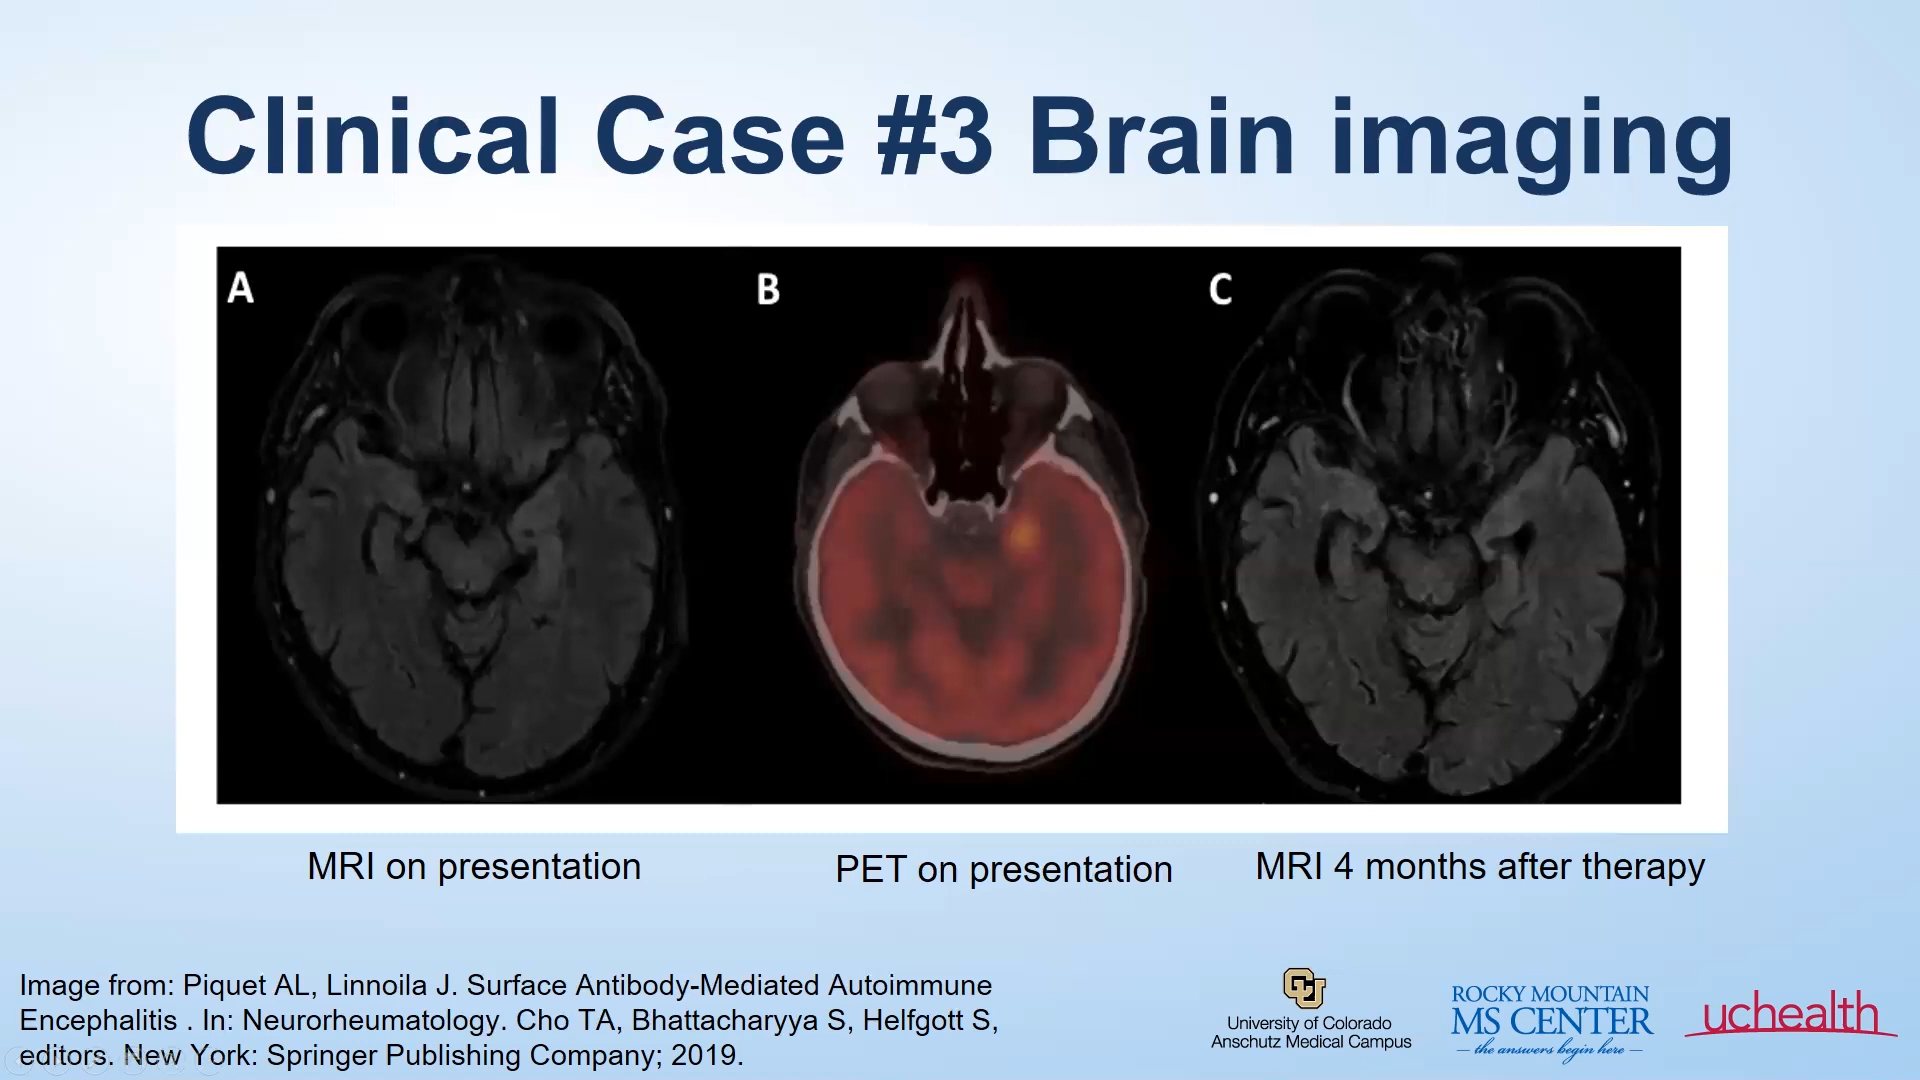 Clinical Case #3 Brain imaging
A
B
C
MRI on presentation
PET on presentation
MRI 4 months after therapy
Image from: Piquet AL, Linnoila J. Surface Antibody-Mediated Autoimmune
Encephalitis . In: Neurorheumatology. Cho TA, Bhattacharyya S, Helfgott S,
editors. New York: Springer Publishing Company; 2019.
CU
University of Colorado
Anschutz Medical Campus
ROCKY MOUNTAIN
MS CENTER
— the answers begin here —
uchealth